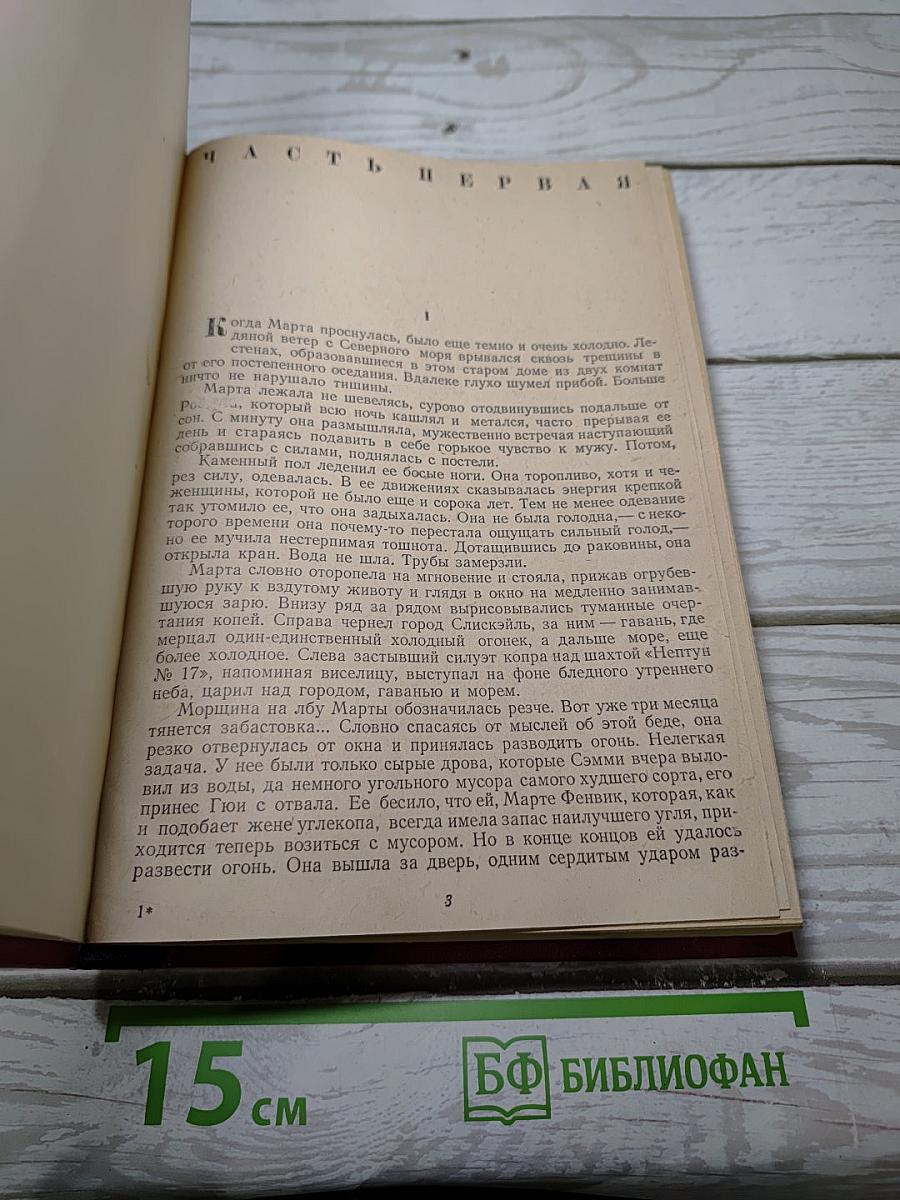 ЧАСТЬ ПЕРВАЯ
I
Когда Марта проснулась, было еще темно и очень холодно. Ле-
дяной ветер с Северного моря врывался сквозь трещины в
стенах, образовавшиеся в этом старом доме из двух комнат
от его постепенного оседания. Вдалеке глухо шумел прибой. Больше
ничто не нарушало тишины.
Марта лежала не шевелясь, сурово отодвинувшись подальше от
который всю ночь кашлял и метался, часто прерывая ее
сон. С минуту она размышляла, мужественно встречая наступающий
день и стараясь подавить в себе горькое чувство к мужу. Потом,
собравшись с силами, поднялась с постели.
Каменный пол леденил ее босые ноги. Она торопливо, хотя и че-
рез силу, одевалась. В ее движениях сказывалась энергия крепкой
женщины, которой не было еще и сорока лет. Тем не менее одевание
так утомило ее, что она задыхалась. Она не была голодна,— с неко-
торого времени она почему-то перестала ощущать сильный голод,—
но ее мучила нестерпимая тошнота. Дотащившись до раковины, она
открыла кран. Вода не шла. Трубы замерзли.
Марта словно оторопела на мгновение и стояла, прижав огрубев-
шую руку к вздутому животу и глядя в окно на медленно занимав-
шуюся зарю. Внизу ряд за рядом вырисовывались туманные очер-
тания копей. Справа чернел город Слискэйль, за ним — гавань, где
мерцал один-единственный холодный огонек, а дальше море, еще
более холодное. Слева застывший силуэт копра над шахтой «Нептун
№ 17», напоминая виселицу, выступал на фоне бледного утреннего
неба, царил над городом, гаванью и морем.
Морщина на лбу Марты обозначилась резче. Вот уже три месяца
тянется забастовка... Словно спасаясь от мыслей об этой беде, она
резко отвернулась от окна и принялась разводить огонь. Нелегкая
задача. У нее были только сырые дрова, которые Сэмми вчера выло-
вил из воды, да немного угольного мусора самого худшего сорта, его
принес Гюи с отвала. Ее бесило, что ей, Марте Фенвик, которая, как
и подобает жене углекопа, всегда имела запас наилучшего угля, при-
ходится теперь возиться с мусором. Но в конце концов ей удалось
развести огонь. Она вышла за дверь, одним сердитым ударом раз-
1*
3
15 см
БФ БИБЛИОФАН